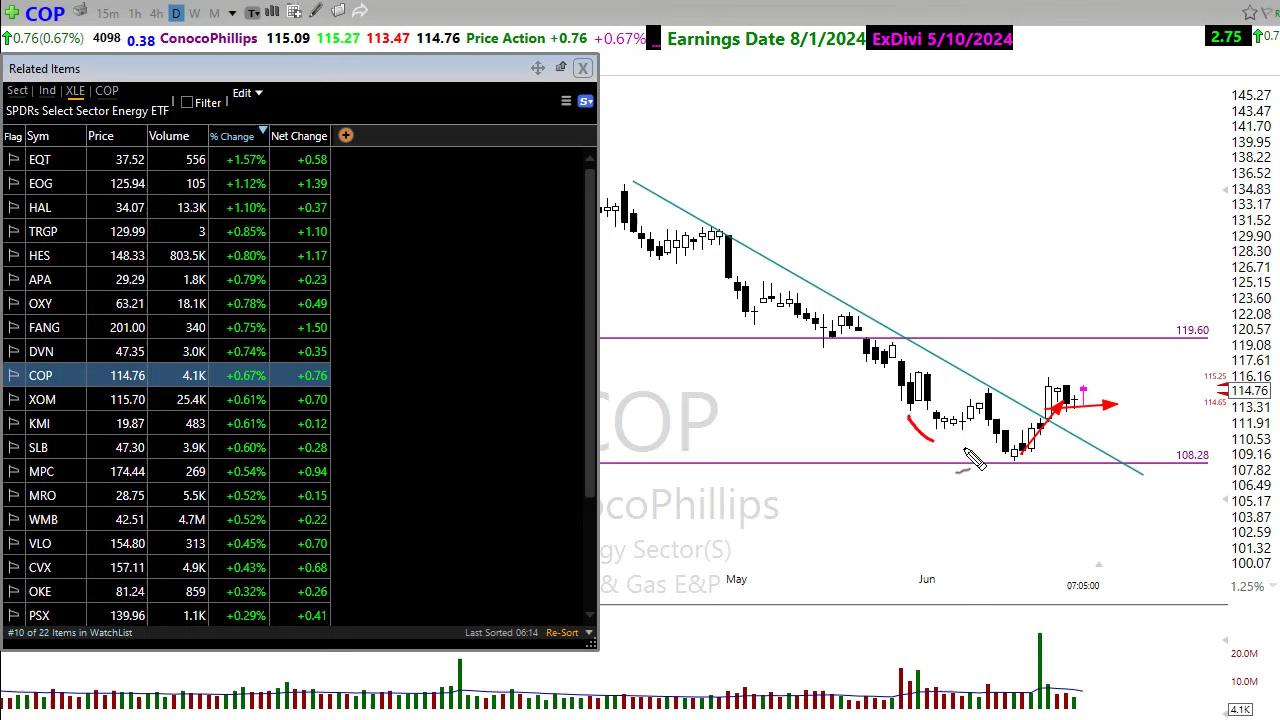 COP 15m 1h 4h D W M T
0.76(0.67%) 4098 0.38 ConocoPhillips 115.09 115.27 113.47 114.76 Price Action +0.76 +0.67% ... Earnings Date 8/1/2024 ExDivi 5/10/2024 2.75 0.7
Related Items X
Sect Ind XLE COP Filter Edit
SPDRs Select Sector Energy ETF
Flag Sym Price Volume % Change Net Change
EQT 37.52 556 +1.57% +0.58
EOG 125.94 105 +1.12% +1.39
HAL 34.07 13.3K +1.10% +0.37
TRGP 129.99 3 +0.85% +1.10
HES 148.33 803.5K +0.80% +1.17
APA 29.29 1.8K +0.79% +0.23
OXY 63.21 18.1K +0.78% +0.49
FANG 201.00 340 +0.75% +1.50
DVN 47.35 3.0K +0.74% +0.35
COP 114.76 4.1K +0.67% +0.76
XOM 115.70 25.4K +0.61% +0.70
KMI 19.87 483 +0.61% +0.12
SLB 47.30 3.9K +0.60% +0.28
MPC 174.44 269 +0.54% +0.94
MRO 28.75 5.5K +0.52% +0.15
WMB 42.51 4.7M +0.52% +0.22
VLO 154.80 313 +0.45% +0.70
CVX 157.11 4.9K +0.43% +0.68
OKE 81.24 859 +0.32% +0.26
PSX 139.96 1.1K +0.29% +0.41
#10 of 22 Items in WatchList Last Sorted 06:14 Re-Sort
145.27
143.47
141.70
139.95
138.22
136.52
134.83
133.17
131.52
129.90
128.30
126.71
125.15
123.60
122.08
120.57
119.60
119.08
117.61
115.25 116.16
114.76
114.65 113.31
111.91
110.53
108.28 109.16
107.82
106.49
105.17
103.87
102.59
101.32
100.07
COP
ocoPhillips
gy Sector(S)
& Gas E&P
May Jun 07:05:00 1.25%
20.0M
10.0M
4.1K